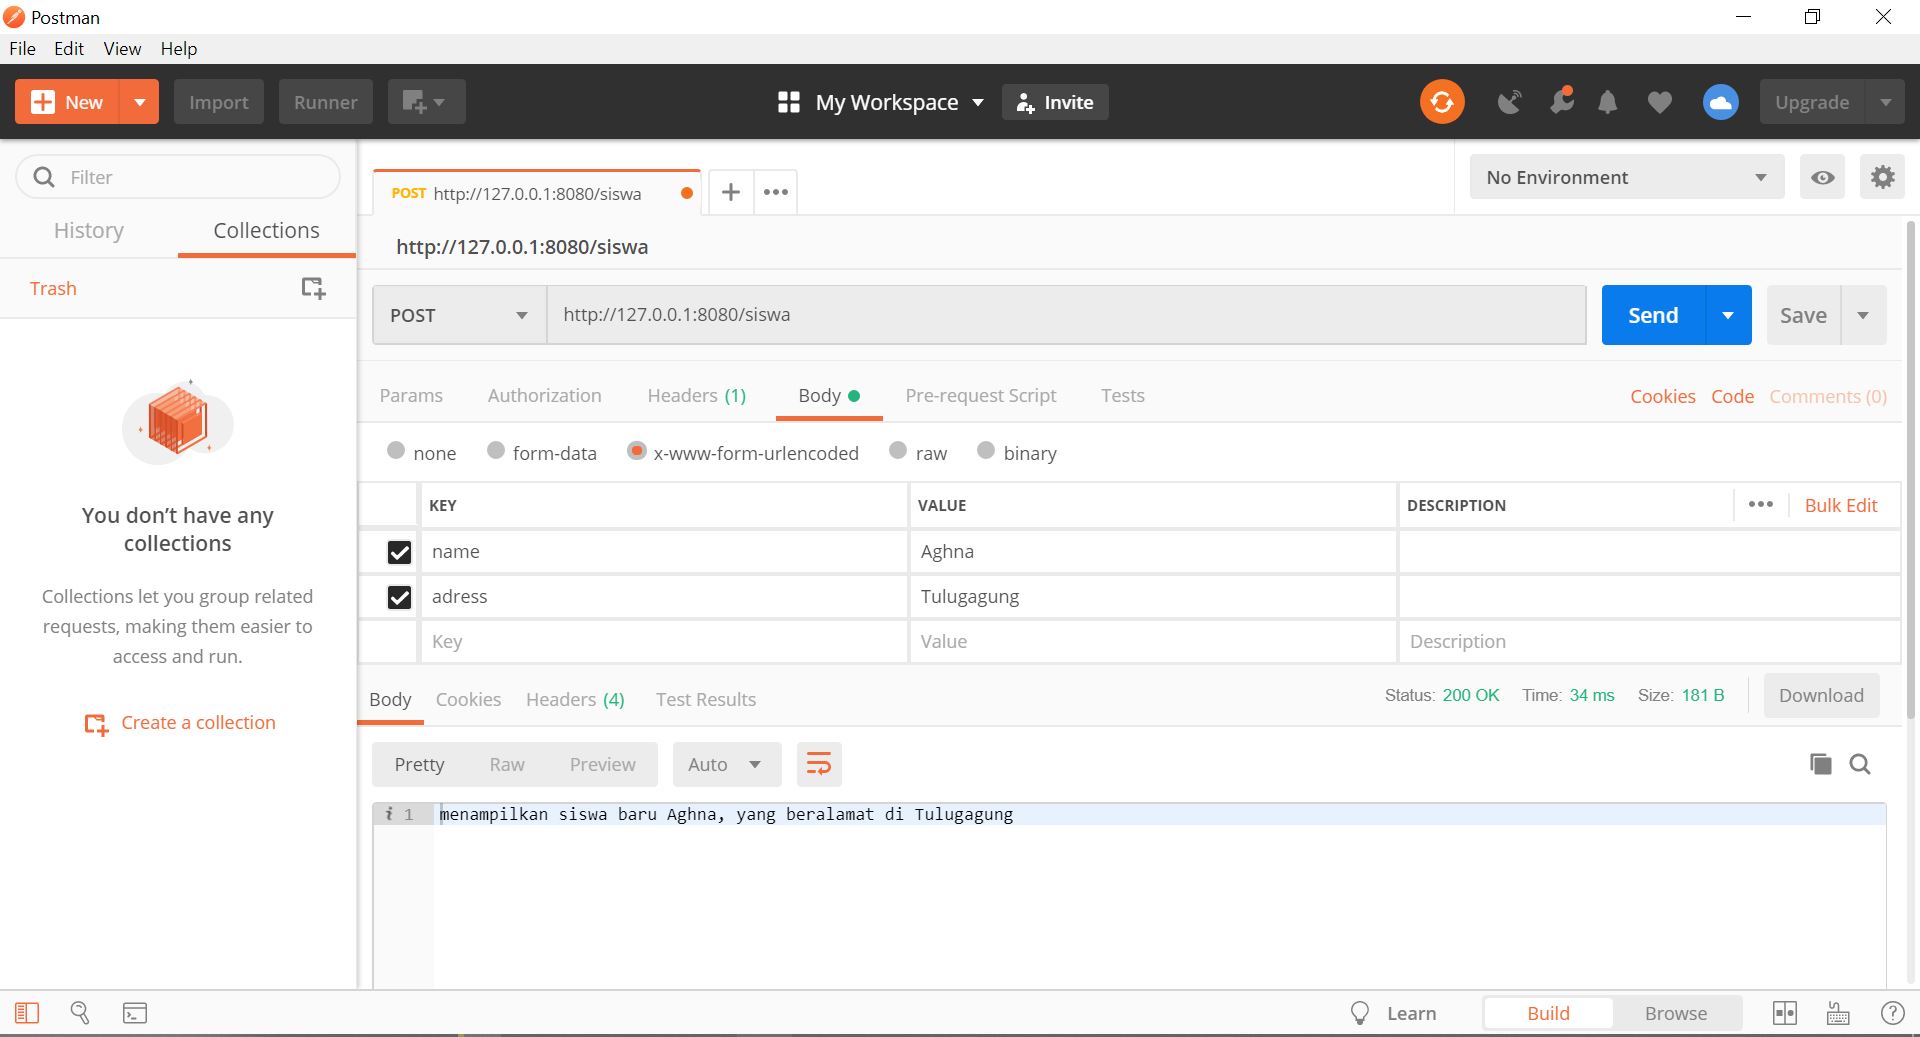 Postman
File Edit View Help
New Import Runner My Workspace Invite Upgrade
Filter
History Collections
Trash
You don't have any
collections
Collections let you group related
requests, making them easier to
access and run.
Create a collection
POST http://127.0.0.1:8080/siswa
No Environment
http://127.0.0.1:8080/siswa
POST http://127.0.0.1:8080/siswa Send Save
Params Authorization Headers (1) Body Pre-request Script Tests Cookies Code Comments (0)
none form-data x-www-form-urlencoded raw binary
KEY VALUE DESCRIPTION Bulk Edit
name Aghna
adress Tulugagung
Key Value Description
Body Cookies Headers (4) Test Results Status: 200 OK Time: 34 ms Size: 181 B Download
Pretty Raw Preview Auto
i 1 menampilkan siswa baru Aghna, yang beralamat di Tulugagung
Learn Build Browse